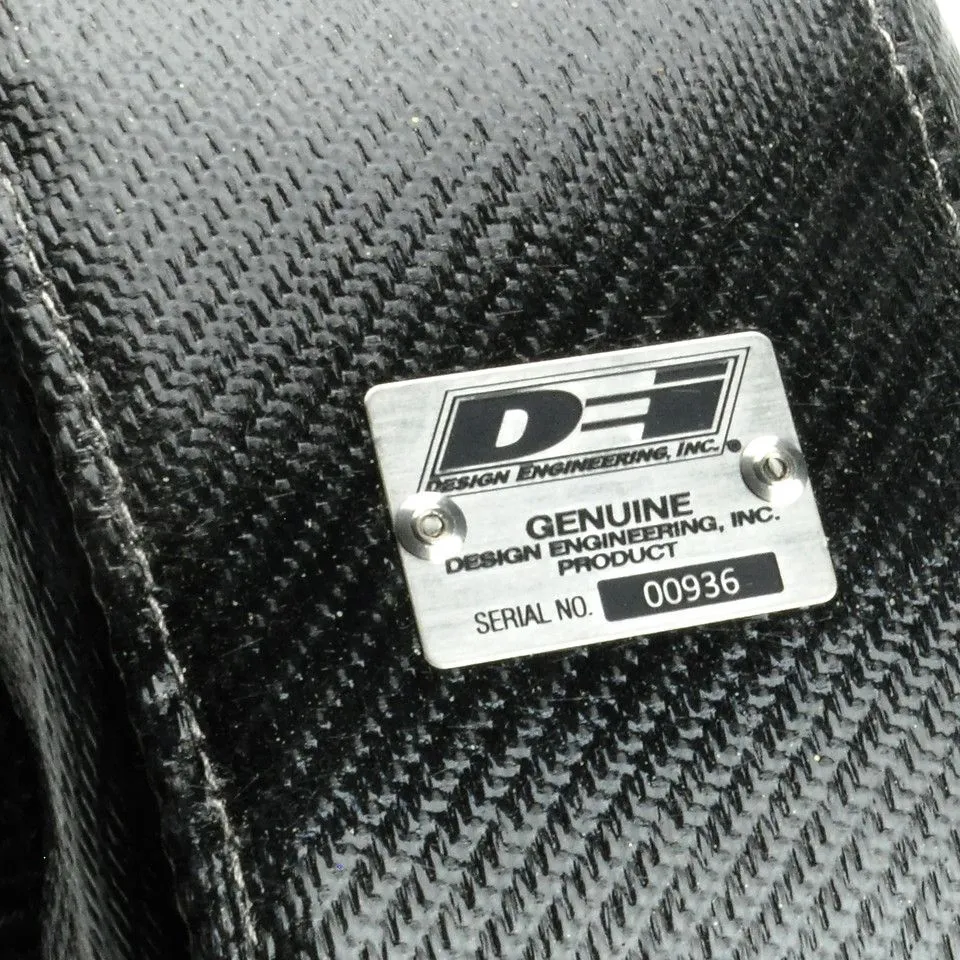 DEi
DESIGN ENGINEERING, INC.®
GENUINE
DESIGN ENGINEERING, INC.
PRODUCT
SERIAL NO. 00936